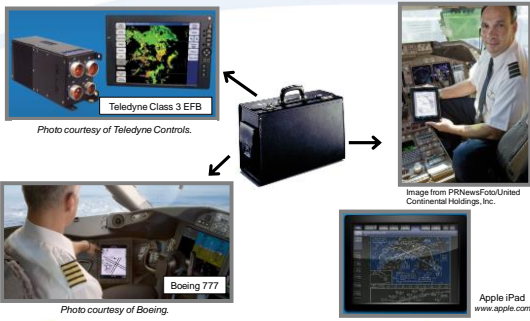 Teledyne Class 3 EFB
Photo courtesy of Teledyne Controls.
Image from PRNewsFoto/United
Continental Holdings, Inc.
Boeing 777
Photo courtesy of Boeing.
Apple iPad
www.apple.com